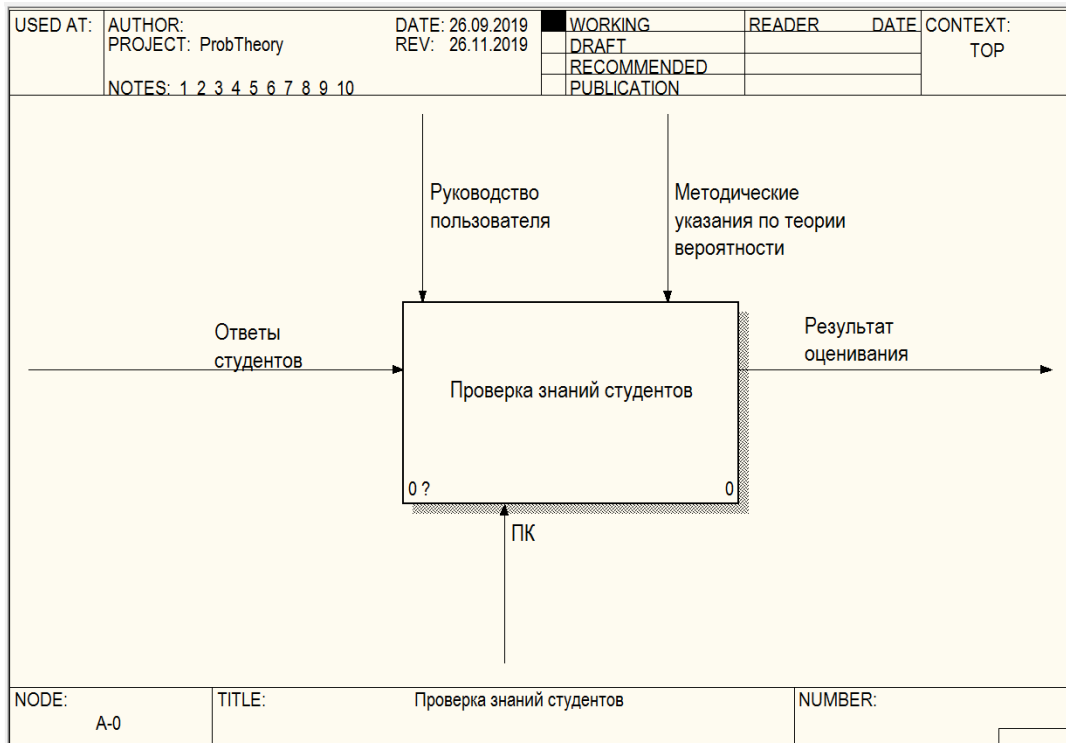 USED AT:
AUTHOR:
DATE: 26.09.2019
PROJECT: ProbTheory
REV: 26.11.2019
NOTES: 1 2 3 4 5 6 7 8 9 10
WORKING
DRAFT
RECOMMENDED
PUBLICATION
READER
DATE
CONTEXT:
TOP
Руководство
пользователя
Методические
указания по теории
вероятности
Ответы
студентов
Результат
оценивания
Проверка знаний студентов
0 ?
0
ПК
NODE:
A-0
TITLE:
Проверка знаний студентов
NUMBER: